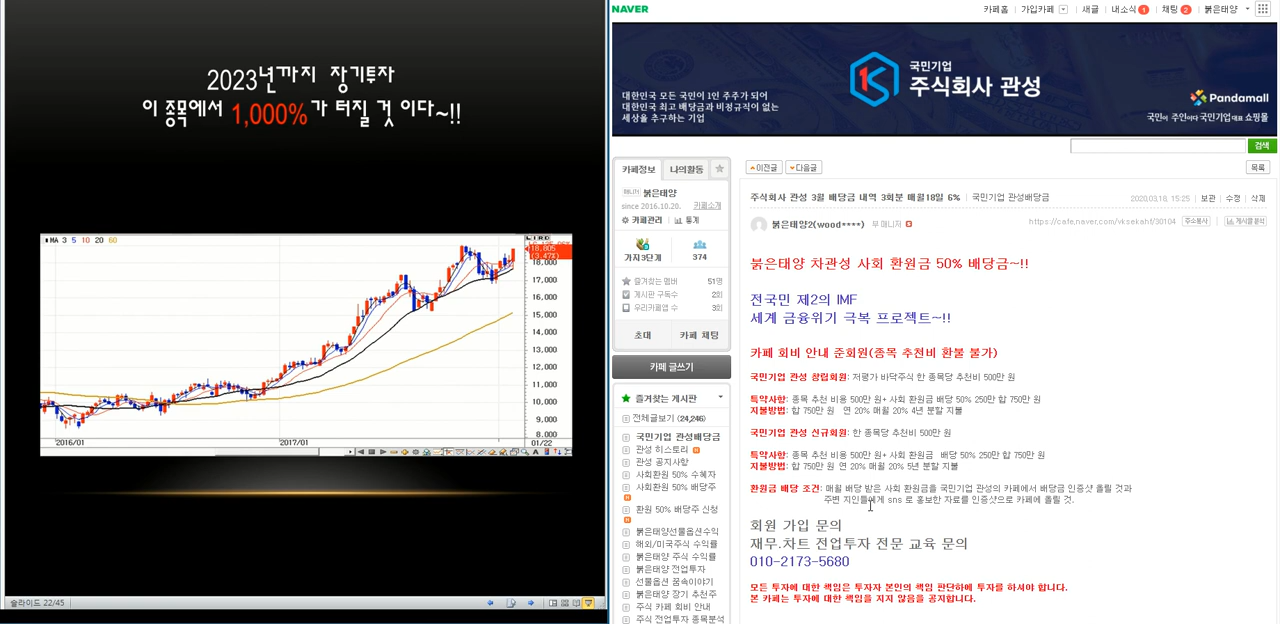 2023년까지 장기투자
이 종목에서 1,000%가 터질 것 이다~!!
MA 3 5 10 20 60
18,805
(3.47%)
18,000
17,000
16,000
15,000
14,000
13,000
12,000
11,000
10,000
9,000
8,000
2016/01
2017/01
01/22
슬라이드 22/45
NAVER
카페홈
가입카페
새글
내소식 1
채팅 2
붉은태양
대한민국 모든 국민이 1인 주주가 되어
대한민국 최고 배당금과 비정규직이 없는
세상을 추구하는 기업
국민기업
주식회사 관성
Pandamall
국민이 주인이다 국민기업대표 쇼핑몰
검색
카페정보
나의활동
매니저 붉은태양
since 2016.10.20.
카페소개
카페관리
통계
가지3단계
374
즐겨찾는 멤버 51명
게시판 구독수 2회
우리카페앱 수 3회
초대
카페 채팅
카페 글쓰기
즐겨찾는 게시판
전체글보기 (24,246)
국민기업 관성배당금
관성 히스토리
관성 공지사항
사회환원 50% 수혜자
사회환원 50% 배당주
환원 50% 배당주 신청
붉은태양선물옵션수익
해외/미국주식 수익률
붉은태양 주식 수익률
붉은태양 전업투자
선물옵션 꿈속이야기
붉은태양 장기 추천주
주식 카페 회비 안내
주식 전업투자 종목분석
이전글
다음글
목록
주식회사 관성 3월 배당금 내역 3회분 매월18일 6%
국민기업 관성배당금
2020.03.18. 15:25
보관
수정
삭제
붉은태양2(wood****)
부매니저
https://cafe.naver.com/vksekahf/30104
주소복사
게시글 분석
붉은태양 차관성 사회 환원금 50% 배당금~!!
전국민 제2의 IMF
세계 금융위기 극복 프로젝트~!!
카페 회비 안내 준회원(종목 추천비 환불 불가)
국민기업 관성 창립회원: 저평가 바닥주식 한 종목당 추천비 500만 원
특약사항: 종목 추천 비용 500만 원+ 사회 환원금 배당 50% 250만 합 750만 원
지불방법: 합 750만 원 연 20% 매월 20% 4년 분할 지불
국민기업 관성 신규회원: 한 종목당 추천비 500만 원
특약사항: 종목 추천 비용 500만 원+ 사회 환원금 배당 50% 250만 합 750만 원
지불방법: 합 750만 원 연 20% 매월 20% 5년 분할 지불
환원금 배당 조건: 매월 배당 받은 사회 환원금을 국민기업 관성의 카페에서 배당금 인증샷 올릴 것과
주변 지인들에게 sns 로 홍보한 자료를 인증샷으로 카페에 올릴 것.
회원 가입 문의
재무.차트 전업투자 전문 교육 문의
010-2173-5680
모든 투자에 대한 책임은 투자자 본인의 책임 판단하에 투자를 하셔야 합니다.
본 카페는 투자에 대한 책임을 지지 않음을 공지합니다.